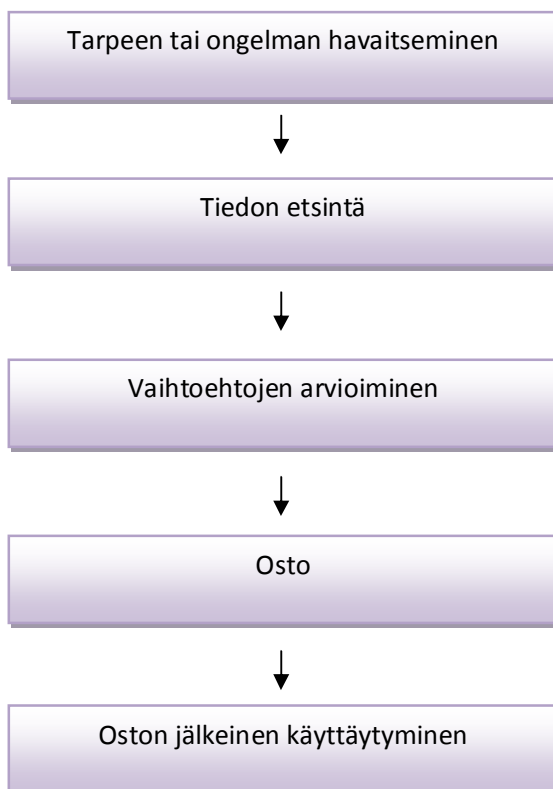 Tarpeen tai ongelman havaitseminen
Tiedon etsintä
Vaihtoehtojen arvioiminen
Osto
Oston jälkeinen käyttäytyminen